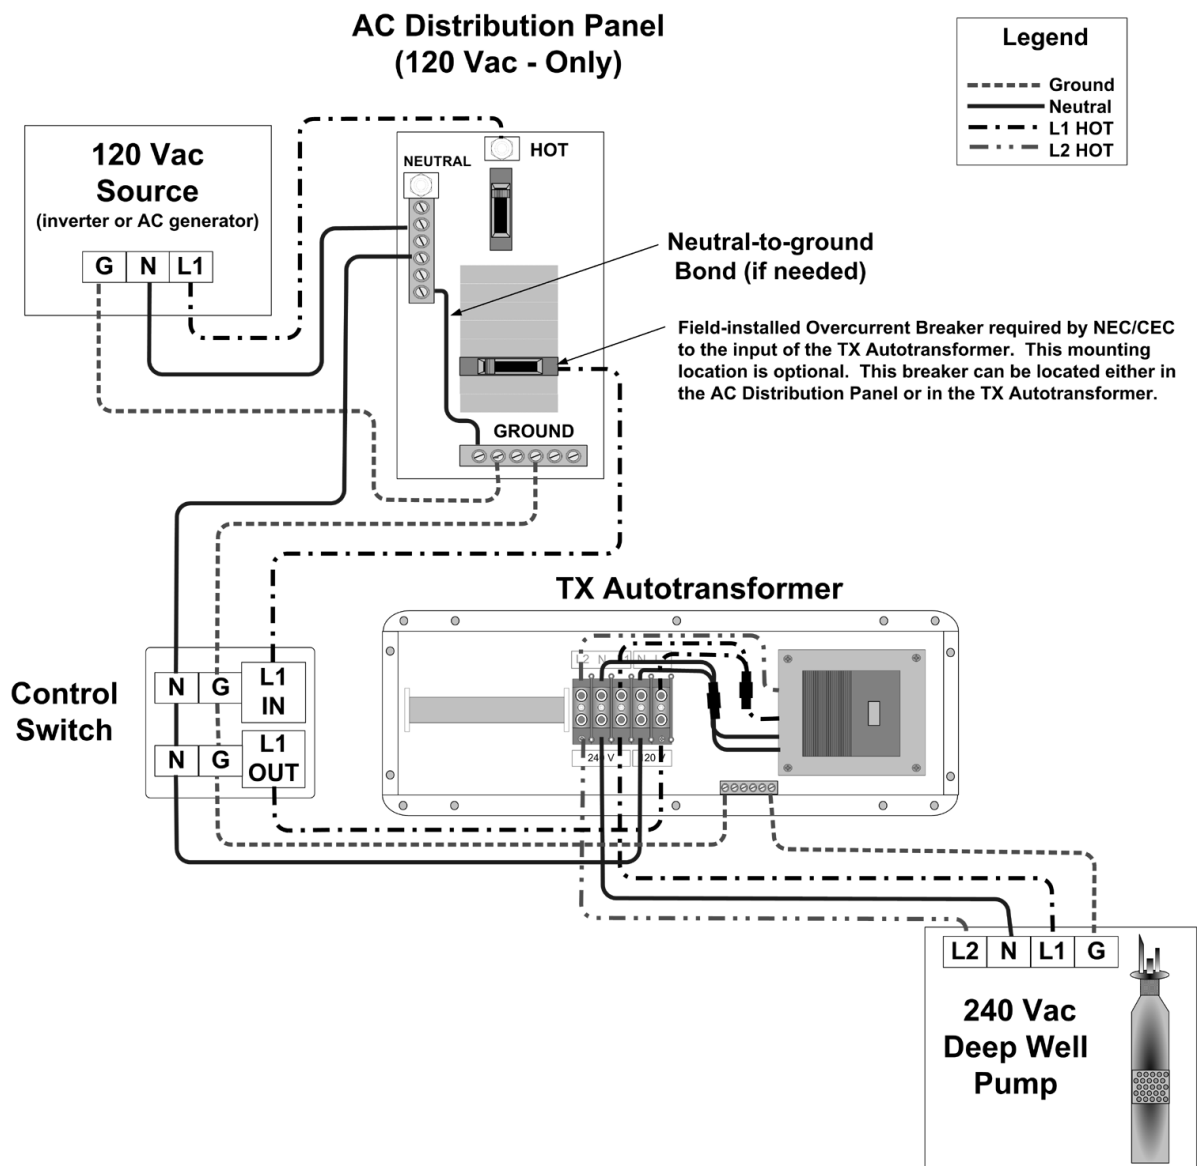 AC Distribution Panel
(120 Vac - Only)
Legend
Ground
Neutral
L1 HOT
L2 HOT
120 Vac
Source
(inverter or AC generator)
G N L1
NEUTRAL
HOT
Neutral-to-ground
Bond (if needed)
Field-installed Overcurrent Breaker required by NEC/CEC
to the input of the TX Autotransformer. This mounting
location is optional. This breaker can be located either in
the AC Distribution Panel or in the TX Autotransformer.
GROUND
TX Autotransformer
Control
Switch
N G L1
IN
N G L1
OUT
L2 N L1 N
240 V 120 V
L2 N L1 G
240 Vac
Deep Well
Pump